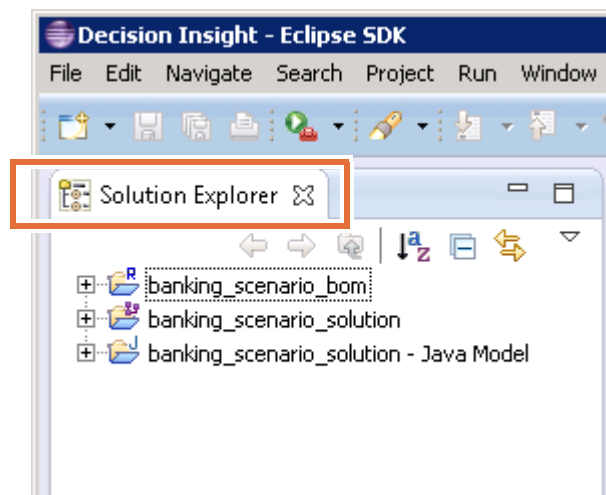 Decision Insight - Eclipse SDK
File Edit Navigate Search Project Run Window
Solution Explorer
banking_scenario_bom
banking_scenario_solution
banking_scenario_solution - Java Model